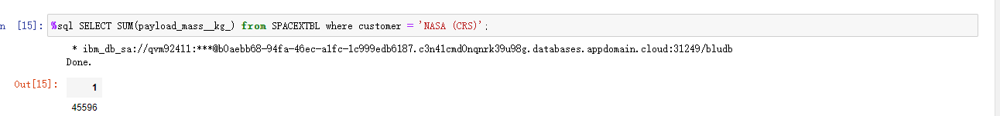 n [15]: %sql SELECT SUM(payload_mass__kg_) from SPACEXTBL where customer = 'NASA (CRS)';
* ibm_db_sa://qvm92411:***@b0aebb68-94fa-46ec-a1fc-1c999edb6187.c3n41cmd0nqnrk39u98g.databases.appdomain.cloud:31249/bludb
Done.
Out[15]: 1
45596